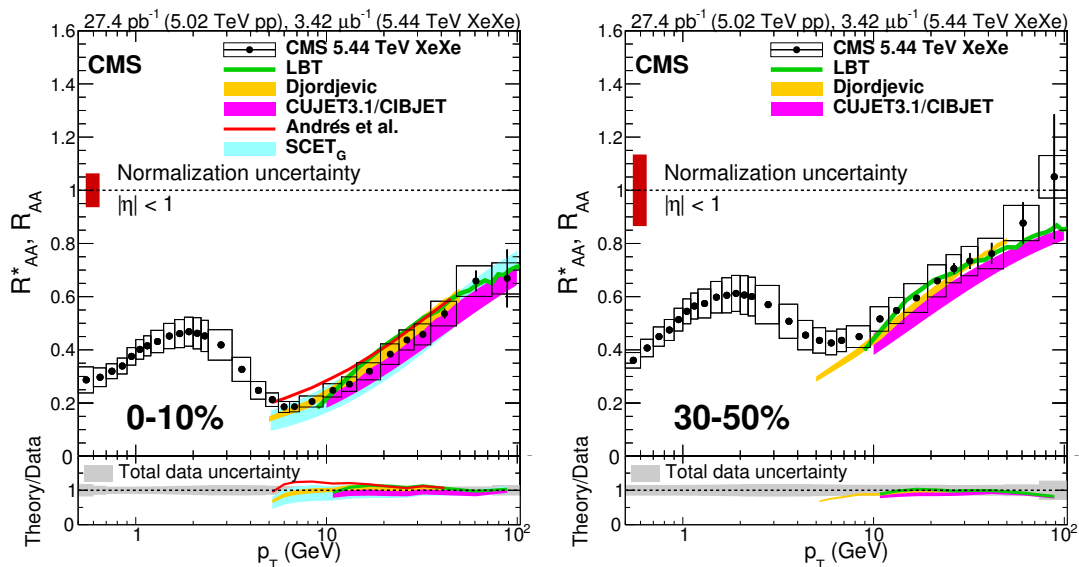 27.4 pb⁻¹ (5.02 TeV pp), 3.42 μb⁻¹ (5.44 TeV XeXe)
CMS
CMS 5.44 TeV XeXe
LBT
Djordjevic
CUJET3.1/CIBJET
Andrés et al.
SCET_G
Normalization uncertainty
|η| < 1
R*_AA, R_AA
1.6
1.4
1.2
1
0.8
0.6
0.4
0.2
0
0-10%
Total data uncertainty
Theory/Data
1
0
1 10 10²
p_T (GeV)
27.4 pb⁻¹ (5.02 TeV pp), 3.42 μb⁻¹ (5.44 TeV XeXe)
CMS
CMS 5.44 TeV XeXe
LBT
Djordjevic
CUJET3.1/CIBJET
Normalization uncertainty
|η| < 1
R*_AA, R_AA
1.6
1.4
1.2
1
0.8
0.6
0.4
0.2
0
30-50%
Total data uncertainty
Theory/Data
1
0
1 10 10²
p_T (GeV)